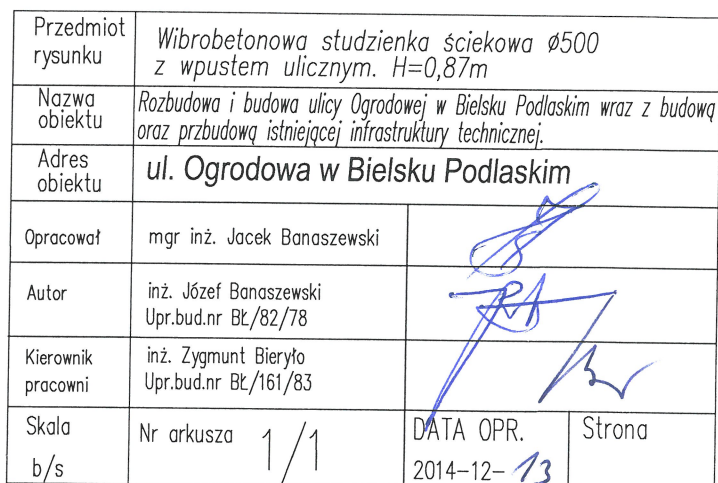 Przedmiot rysunku
Wibrobetonowa studzienka ściekowa Ø500
z wpustem ulicznym. H=0,87m
Nazwa obiektu
Rozbudowa i budowa ulicy Ogrodowej w Bielsku Podlaskim wraz z budową
oraz przbudową istniejącej infrastruktury technicznej.
Adres obiektu
ul. Ogrodowa w Bielsku Podlaskim
Opracował
mgr inż. Jacek Banaszewski
Autor
inż. Józef Banaszewski
Upr.bud.nr BŁ/82/78
Kierownik pracowni
inż. Zygmunt Bieryło
Upr.bud.nr BŁ/161/83
Skala
b/s
Nr arkusza 1/1
DATA OPR.
2014-12-13
Strona